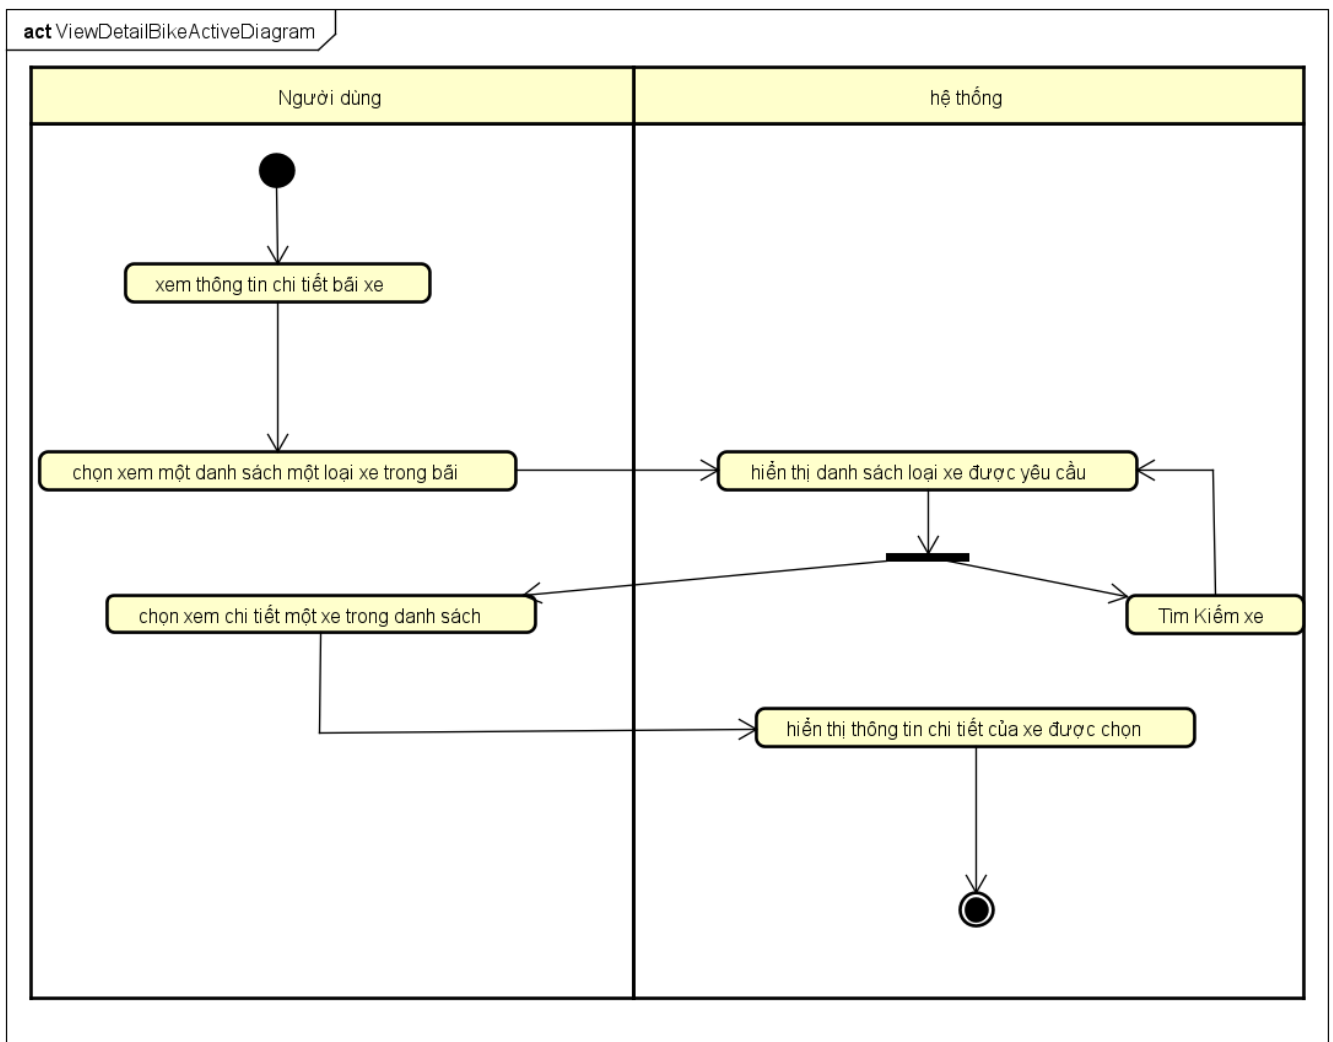 act ViewDetailBikeActiveDiagram
Người dùng
hệ thống
xem thông tin chi tiết bãi xe
chọn xem một danh sách một loại xe trong bãi
hiển thị danh sách loại xe được yêu cầu
chọn xem chi tiết một xe trong danh sách
Tìm Kiếm xe
hiển thị thông tin chi tiết của xe được chọn